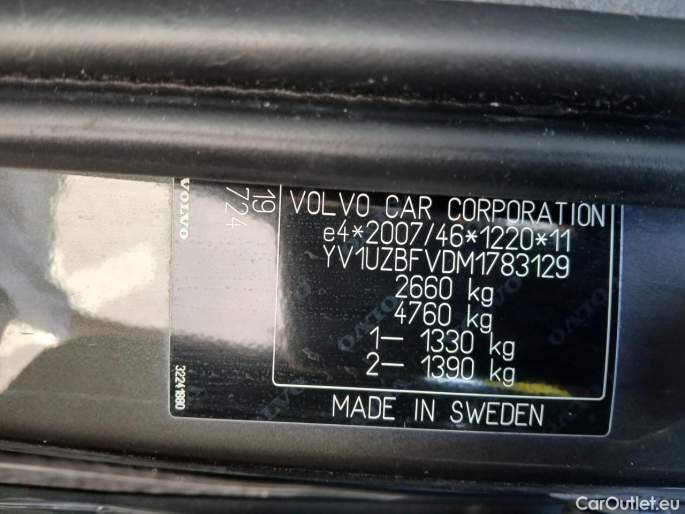 VOLVO CAR CORPORATION
e4*2007/46*1220*11
YV1UZBFVDM1783129
2660 kg
4760 kg
1– 1330 kg
2– 1390 kg
MADE IN SWEDEN
19
724
VOLVO
CarOutlet.eu